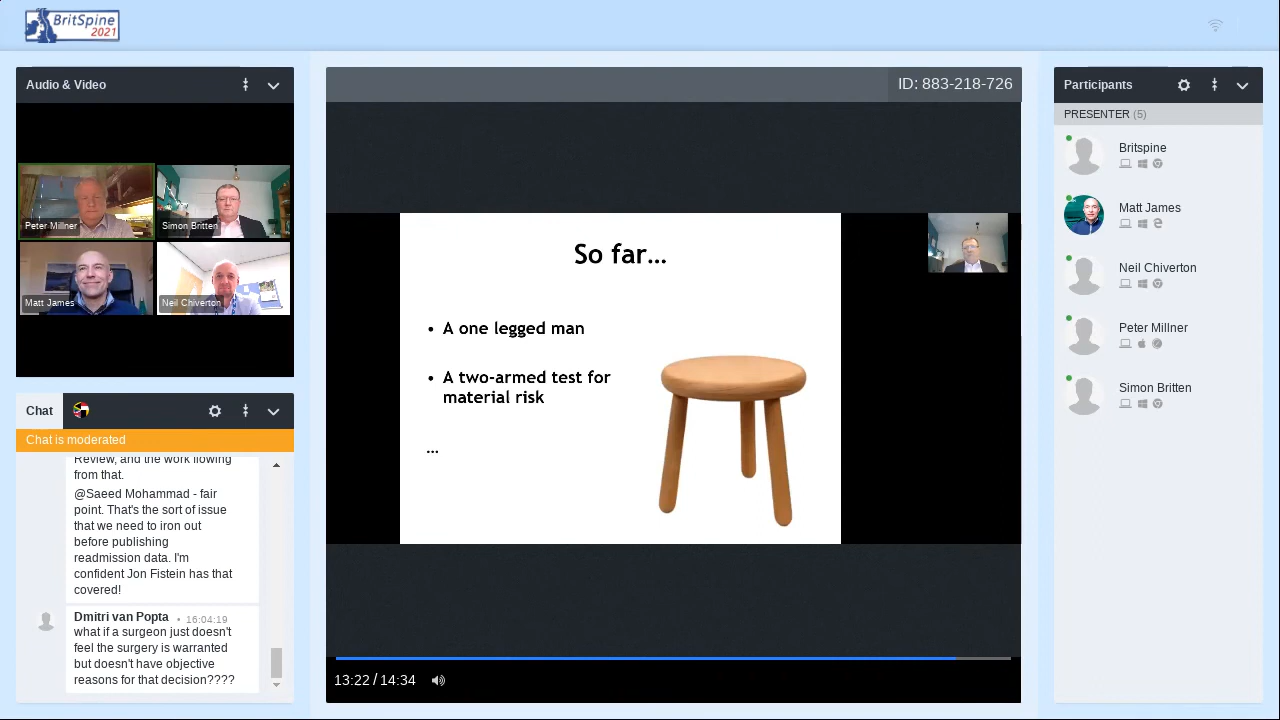 BritSpine
2021
Audio & Video
Peter Millner
Simon Britten
Matt James
Neil Chiverton
Chat
Chat is moderated
Review, and the work flowing
from that.
@Saeed Mohammad - fair
point. That's the sort of issue
that we need to iron out
before publishing
readmission data. I'm
confident Jon Fistein has that
covered!
Dmitri van Popta • 16:04:19
what if a surgeon just doesn't
feel the surgery is warranted
but doesn't have objective
reasons for that decision????
ID: 883-218-726
So far...
• A one legged man
• A two-armed test for
material risk
...
13:22 / 14:34
Participants
PRESENTER (5)
Britspine
Matt James
Neil Chiverton
Peter Millner
Simon Britten